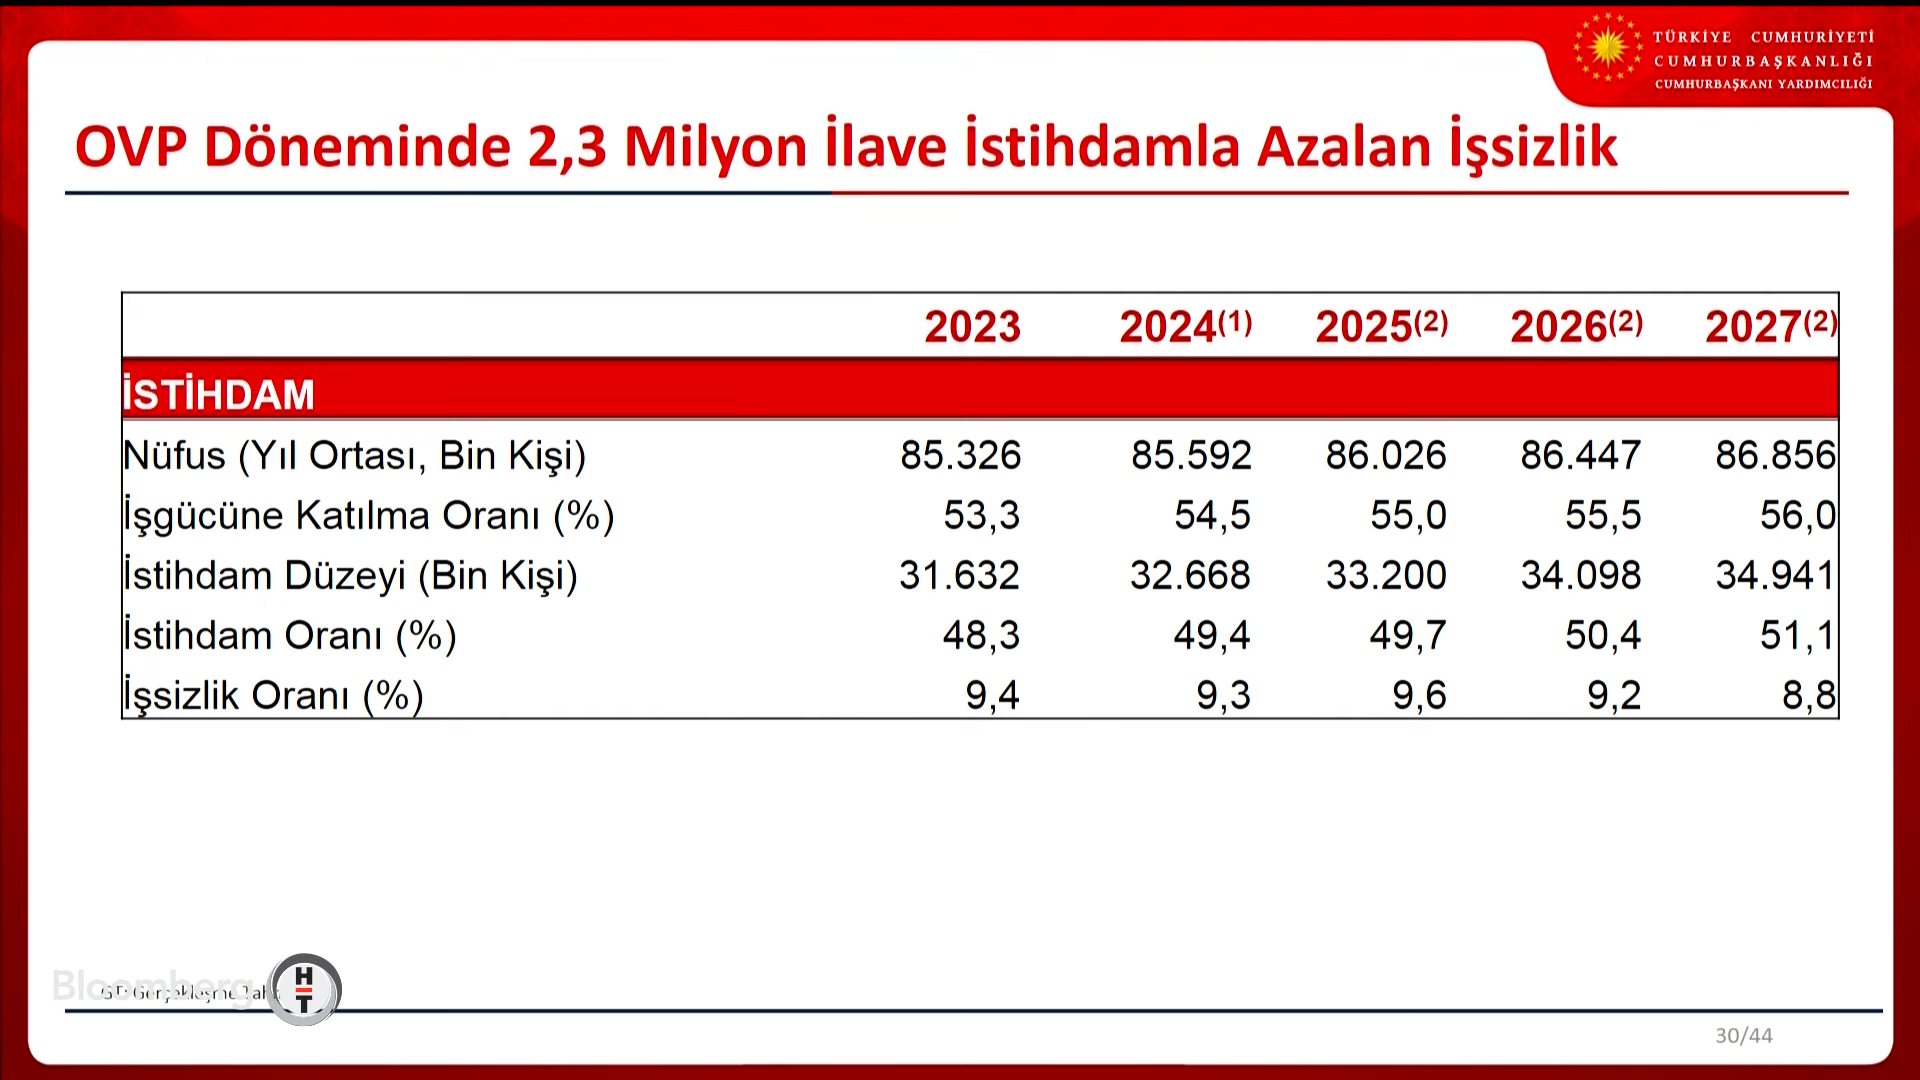 TÜRKİYE CUMHURİYETİ
CUMHURBAŞKANLIĞI
CUMHURBAŞKANI YARDIMCILIĞI
OVP Döneminde 2,3 Milyon İlave İstihdamla Azalan İşsizlik
2023 2024(1) 2025(2) 2026(2) 2027(2)
İSTİHDAM
Nüfus (Yıl Ortası, Bin Kişi) 85.326 85.592 86.026 86.447 86.856
İşgücüne Katılma Oranı (%) 53,3 54,5 55,0 55,5 56,0
İstihdam Düzeyi (Bin Kişi) 31.632 32.668 33.200 34.098 34.941
İstihdam Oranı (%) 48,3 49,4 49,7 50,4 51,1
İşsizlik Oranı (%) 9,4 9,3 9,6 9,2 8,8
Bloomberg HT
Gerçekleşme
30/44